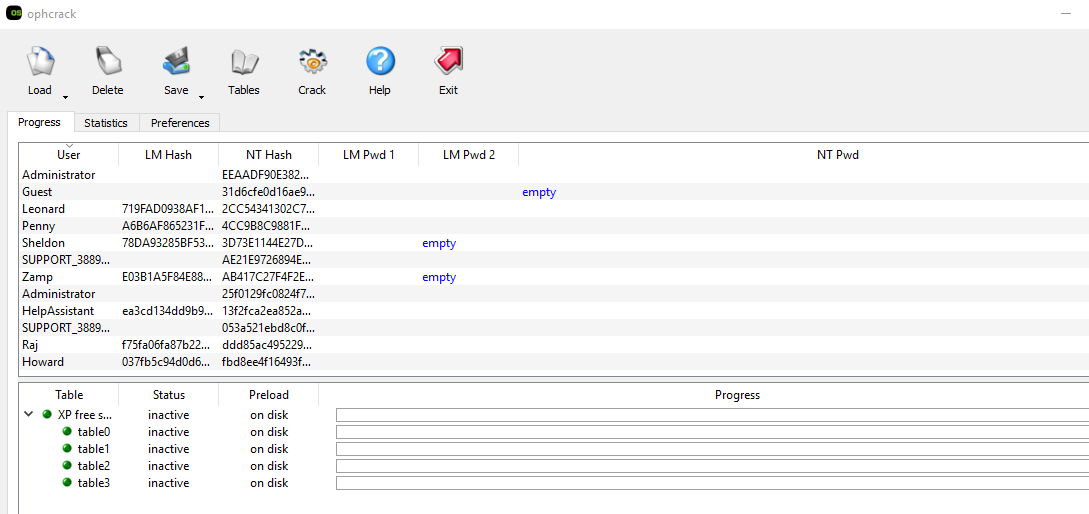 OS ophcrack
Load Delete Save Tables Crack Help Exit
Progress Statistics Preferences
User LM Hash NT Hash LM Pwd 1 LM Pwd 2 NT Pwd
Administrator EEAADF90E382...
Guest 31d6cfe0d16ae9... empty
Leonard 719FAD0938AF1... 2CC54341302C7...
Penny A6B6AF865231F... 4CC9B8C9881F...
Sheldon 78DA93285BF53... 3D73E1144E27D... empty
SUPPORT_3889... AE21E9726894E...
Zamp E03B1A5F84E88... AB417C27F4F2E... empty
Administrator 25f0129fc0824f7...
HelpAssistant ea3cd134dd9b9... 13f2fca2ea852a...
SUPPORT_3889... 053a521ebd8c0f...
Raj f75fa06fa87b22... ddd85ac495229...
Howard 037fb5c94d0d6... fbd8ee4f16493f...
Table Status Preload Progress
XP free s... inactive on disk
table0 inactive on disk
table1 inactive on disk
table2 inactive on disk
table3 inactive on disk